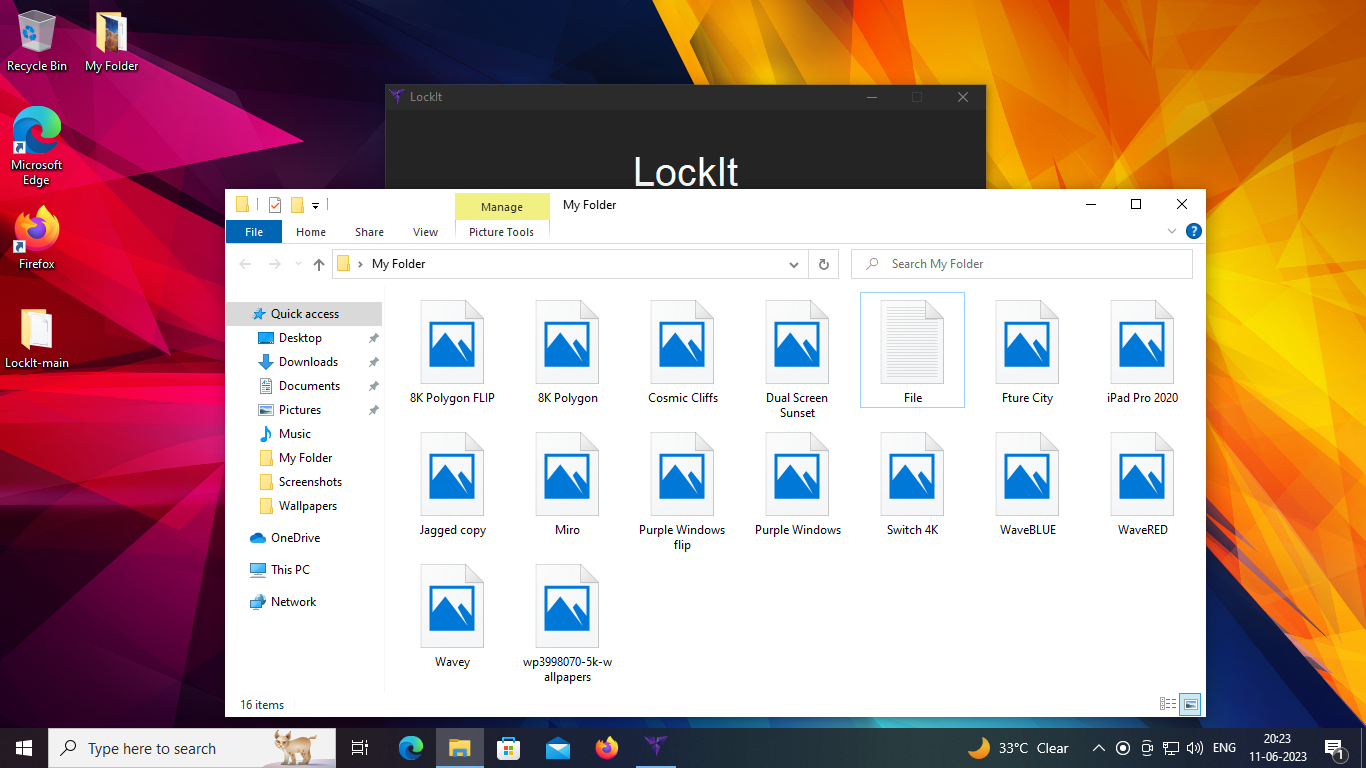 Recycle Bin
My Folder
Microsoft
Edge
Firefox
LockIt-main
LockIt
LockIt
Manage
My Folder
File
Home
Share
View
Picture Tools
My Folder
Search My Folder
Quick access
Desktop
Downloads
Documents
Pictures
Music
My Folder
Screenshots
Wallpapers
OneDrive
This PC
Network
8K Polygon FLIP
8K Polygon
Cosmic Cliffs
Dual Screen
Sunset
File
Fture City
iPad Pro 2020
Jagged copy
Miro
Purple Windows
flip
Purple Windows
Switch 4K
WaveBLUE
WaveRED
Wavey
wp3998070-5k-w
allpapers
16 items
Type here to search
33°C Clear
ENG
20:23
11-06-2023
1